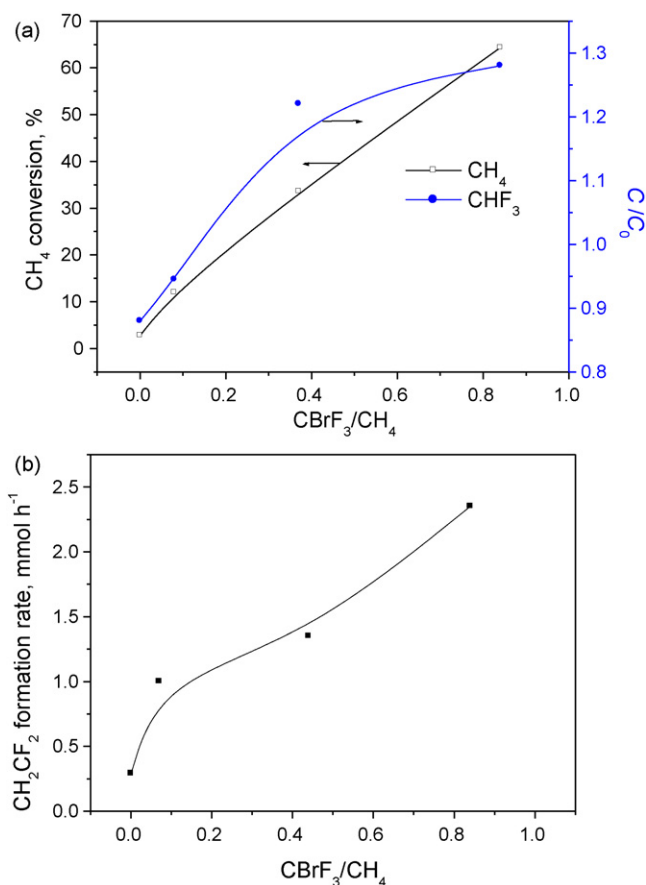 (a)
70
60
50
40
30
20
10
0
CH₄ conversion, %
1.3
1.2
1.1
1.0
0.9
0.8
C/C₀
CH₄
CHF₃
0.0 0.2 0.4 0.6 0.8 1.0
CBrF₃/CH₄
(b)
2.5
2.0
1.5
1.0
0.5
0.0
CH₂CF₂ formation rate, mmol h⁻¹
0.0 0.2 0.4 0.6 0.8 1.0
CBrF₃/CH₄